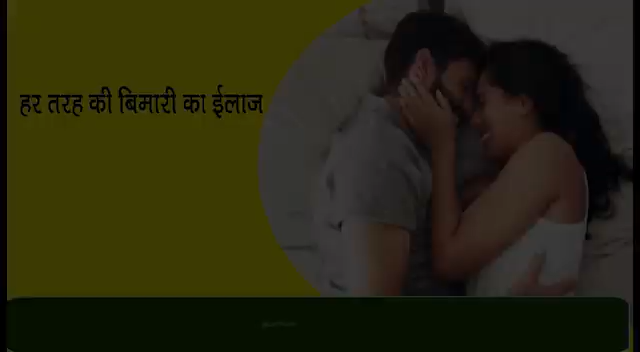 हर तरह की बिमारी का ईलाज